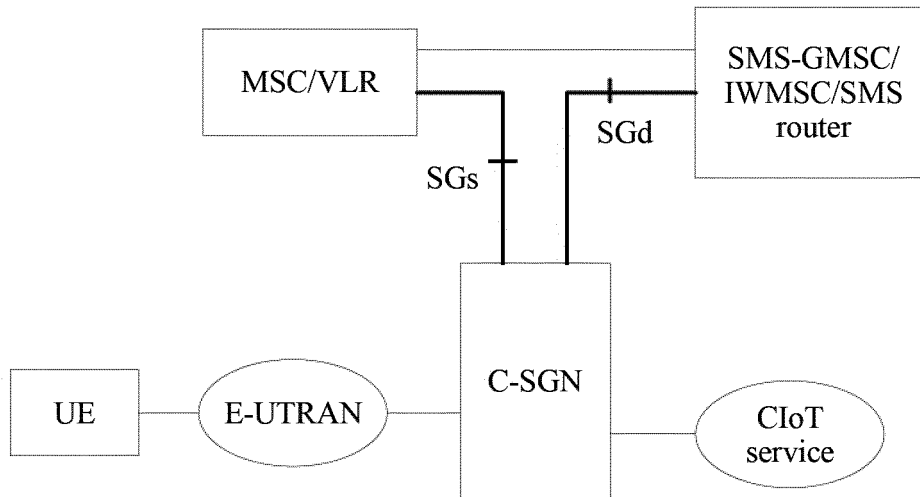 MSC/VLR
SMS-GMSC/
IWMSC/SMS
router
SGd
SGs
C-SGN
UE
E-UTRAN
CIoT
service